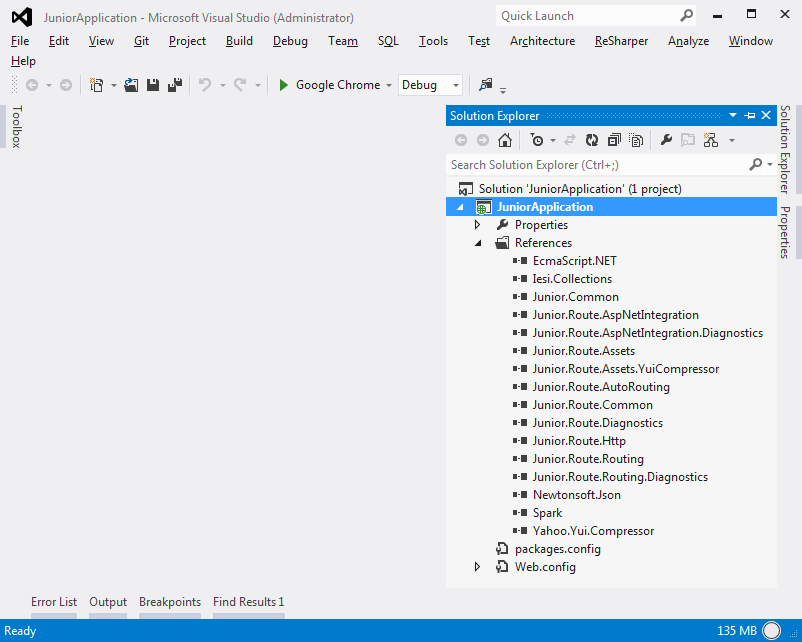 JuniorApplication - Microsoft Visual Studio (Administrator)
Quick Launch
File Edit View Git Project Build Debug Team SQL Tools Test Architecture ReSharper Analyze Window
Help
Google Chrome Debug
Toolbox
Solution Explorer
Search Solution Explorer (Ctrl+;)
Solution 'JuniorApplication' (1 project)
JuniorApplication
Properties
References
EcmaScript.NET
Iesi.Collections
Junior.Common
Junior.Route.AspNetIntegration
Junior.Route.AspNetIntegration.Diagnostics
Junior.Route.Assets
Junior.Route.Assets.YuiCompressor
Junior.Route.AutoRouting
Junior.Route.Common
Junior.Route.Diagnostics
Junior.Route.Http
Junior.Route.Routing
Junior.Route.Routing.Diagnostics
Newtonsoft.Json
Spark
Yahoo.Yui.Compressor
packages.config
Web.config
Solution Explorer
Properties
Error List Output Breakpoints Find Results 1
Ready 135 MB